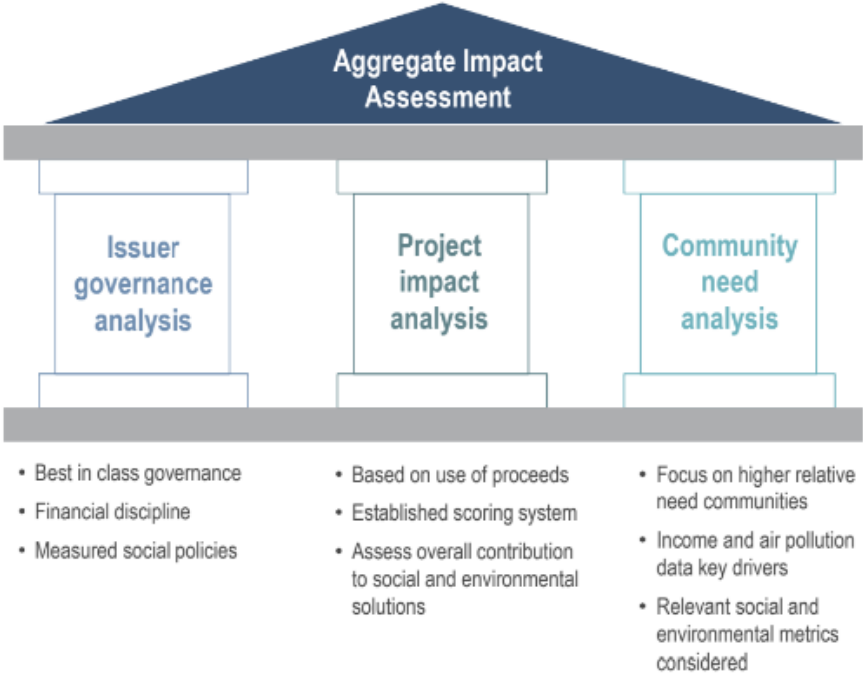 Aggregate Impact
Assessment
Issuer
governance
analysis
Project
impact
analysis
Community
need
analysis
• Best in class governance
• Financial discipline
• Measured social policies
• Based on use of proceeds
• Established scoring system
• Assess overall contribution
to social and environmental
solutions
• Focus on higher relative
need communities
• Income and air pollution
data key drivers
• Relevant social and
environmental metrics
considered